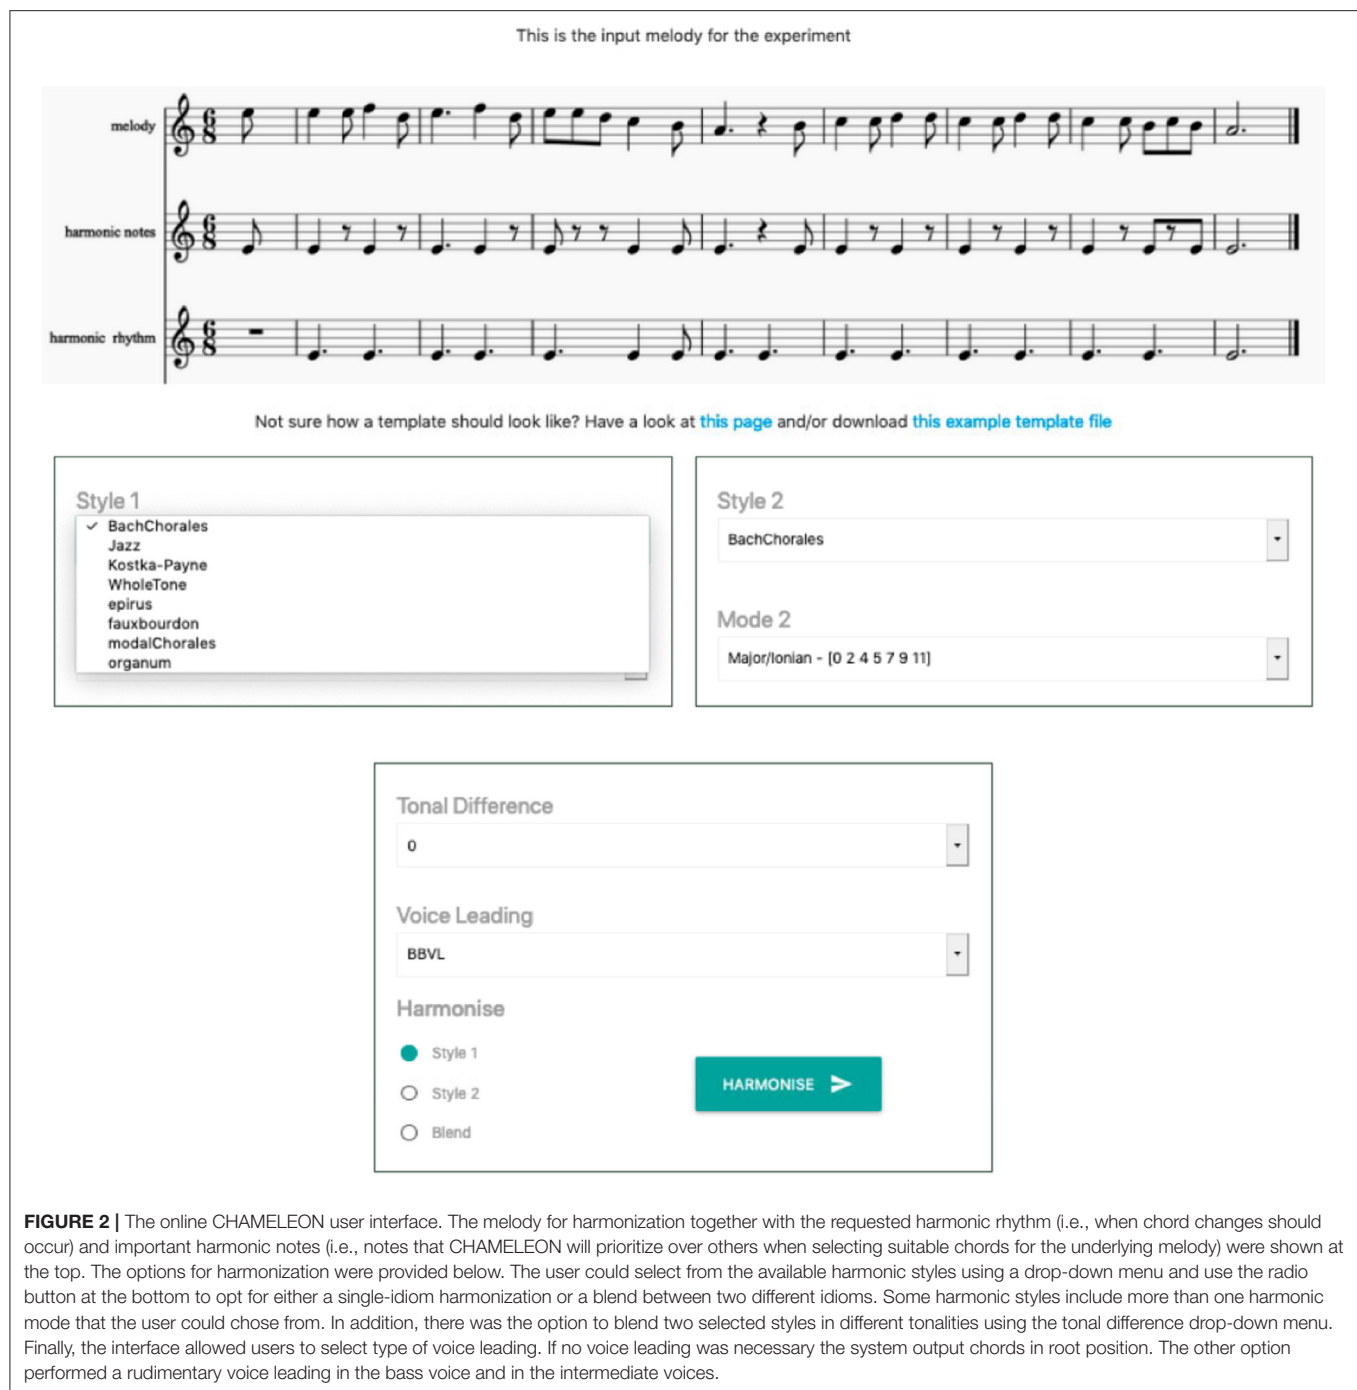 This is the input melody for the experiment
melody
harmonic notes
harmonic rhythm
Not sure how a template should look like? Have a look at this page and/or download this example template file
Style 1
BachChorales
Jazz
Kostka-Payne
WholeTone
epirus
fauxbourdon
modalChorales
organum
Style 2
BachChorales
Mode 2
Major/Ionian - [0 2 4 5 7 9 11]
Tonal Difference
0
Voice Leading
BBVL
Harmonise
Style 1
Style 2
Blend
HARMONISE
FIGURE 2 | The online CHAMELEON user interface. The melody for harmonization together with the requested harmonic rhythm (i.e., when chord changes should
occur) and important harmonic notes (i.e., notes that CHAMELEON will prioritize over others when selecting suitable chords for the underlying melody) were shown at
the top. The options for harmonization were provided below. The user could select from the available harmonic styles using a drop-down menu and use the radio
button at the bottom to opt for either a single-idiom harmonization or a blend between two different idioms. Some harmonic styles include more than one harmonic
mode that the user could chose from. In addition, there was the option to blend two selected styles in different tonalities using the tonal difference drop-down menu.
Finally, the interface allowed users to select type of voice leading. If no voice leading was necessary the system output chords in root position. The other option
performed a rudimentary voice leading in the bass voice and in the intermediate voices.